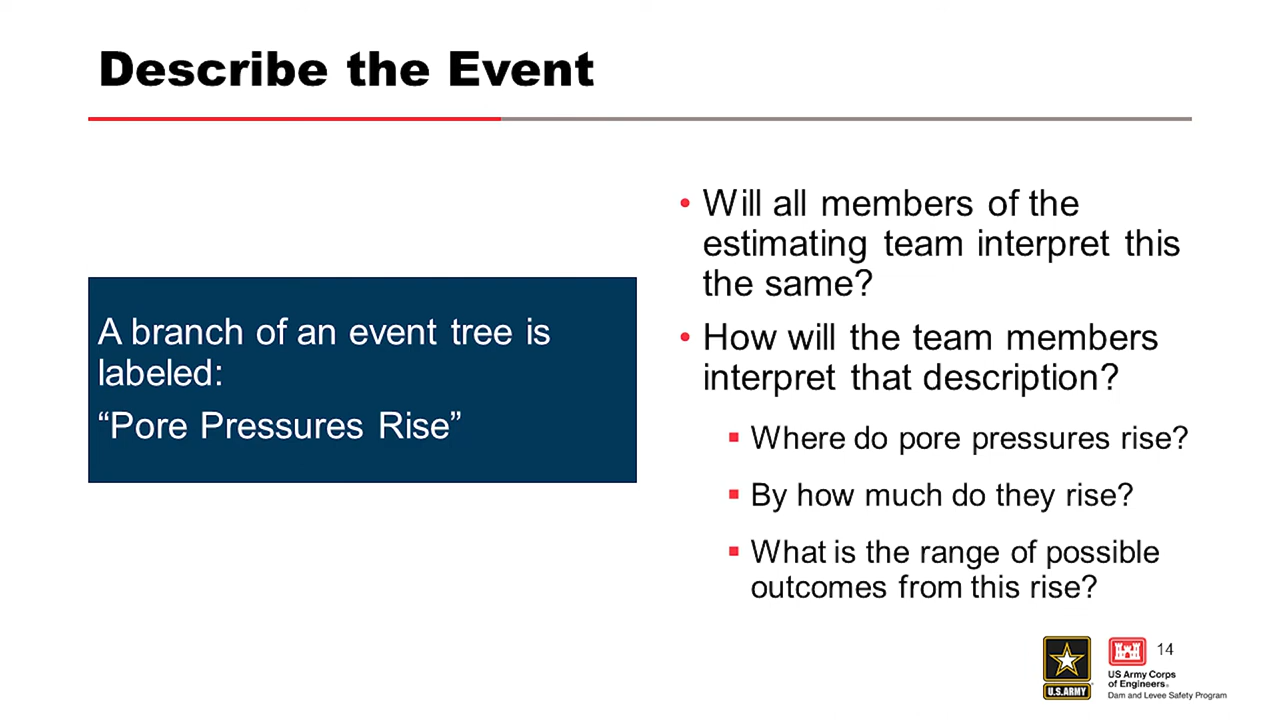 Describe the Event
A branch of an event tree is
labeled:
“Pore Pressures Rise”
• Will all members of the
estimating team interpret this
the same?
• How will the team members
interpret that description?
▪ Where do pore pressures rise?
▪ By how much do they rise?
▪ What is the range of possible
outcomes from this rise?
U.S.ARMY
14
US Army Corps
of Engineers®
Dam and Levee Safety Program